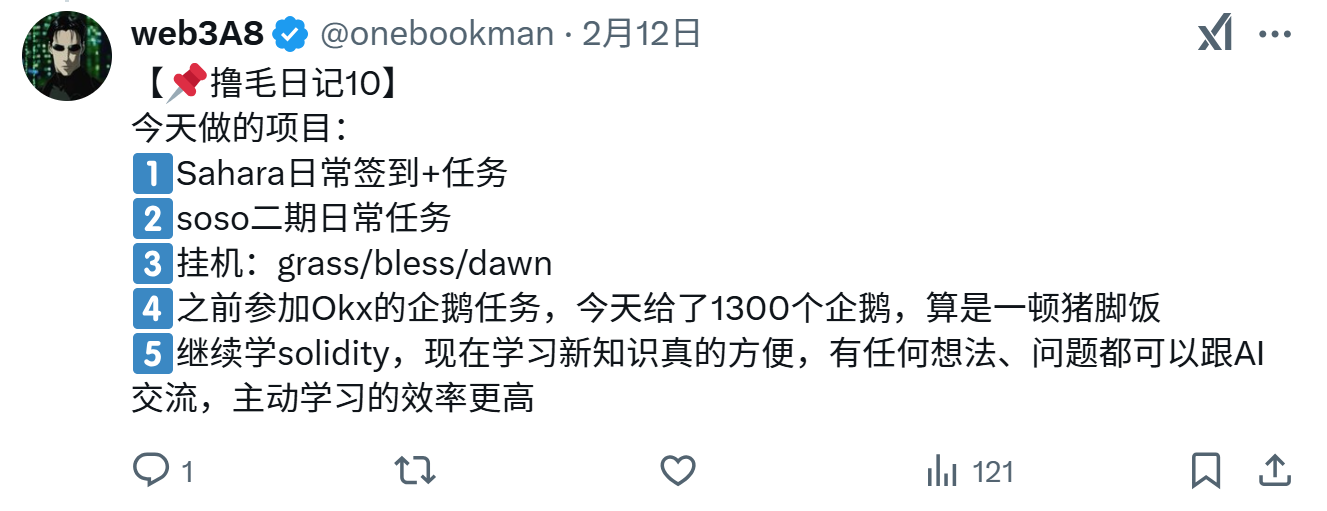 web3A8 @onebookman · 2月12日
【📌撸毛日记10】
今天做的项目：
1️⃣Sahara日常签到+任务
2️⃣soso二期日常任务
3️⃣挂机：grass/bless/dawn
4️⃣之前参加Okx的企鹅任务，今天给了1300个企鹅，算是一顿猪脚饭
5️⃣继续学solidity，现在学习新知识真的方便，有任何想法、问题都可以跟AI
交流，主动学习的效率更高
1 121